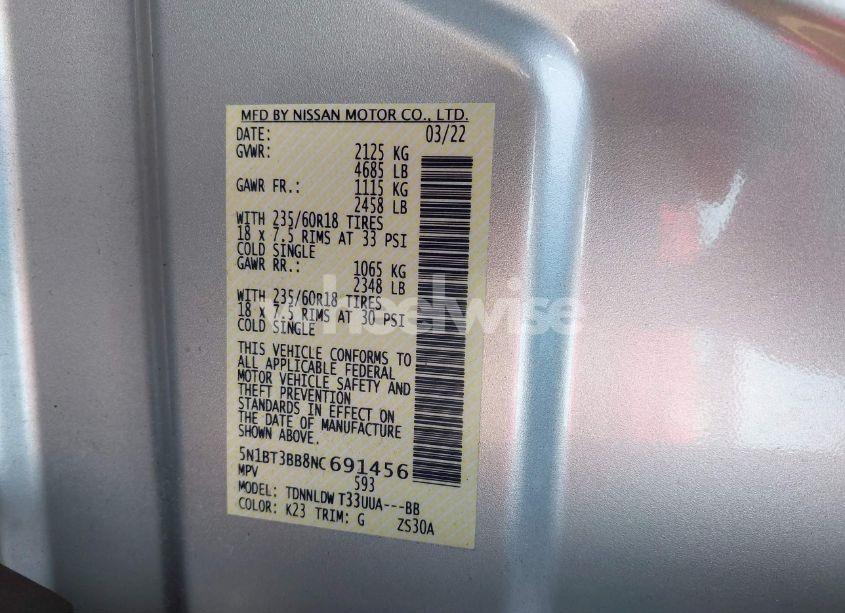 MFD BY NISSAN MOTOR CO., LTD.
DATE: 03/22
GVWR: 2125 KG
4685 LB
GAWR FR.: 1115 KG
2458 LB
WITH 235/60R18 TIRES
18 x 7.5 RIMS AT 33 PSI
COLD SINGLE
GAWR RR.: 1065 KG
2348 LB
WITH 235/60R18 TIRES
18 x 7.5 RIMS AT 30 PSI
COLD SINGLE
wheelwise
THIS VEHICLE CONFORMS TO
ALL APPLICABLE FEDERAL
MOTOR VEHICLE SAFETY AND
THEFT PREVENTION
STANDARDS IN EFFECT ON
THE DATE OF MANUFACTURE
SHOWN ABOVE.
5N1BT3BB8NC691456
MPV 593
MODEL: TDNNLDW T33UUA---BB
COLOR: K23 TRIM: G ZS30A